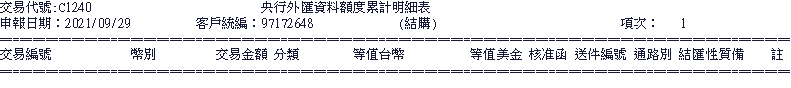 交易代號:C1240 央行外匯資料額度累計明細表
申報日期：2021/09/29 客戶統編：97172648 (結購) 項次： 1
交易編號 幣別 交易金額 分類 等值台幣 等值美金 核准函 送件編號 通路別 結匯性質備 註